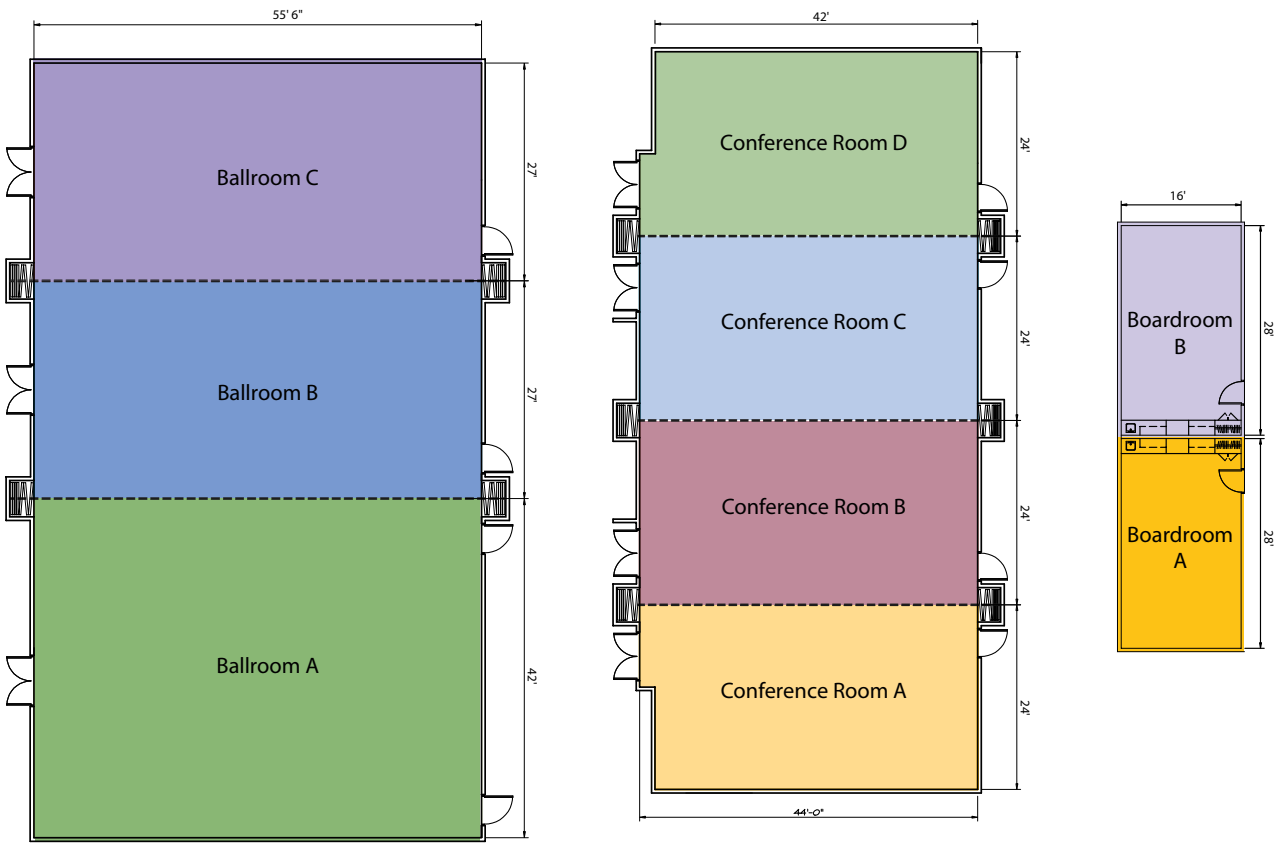 55' 6"
Ballroom C
27'
Ballroom B
27'
Ballroom A
42'
42'
Conference Room D
24'
Conference Room C
24'
Conference Room B
24'
Conference Room A
24'
44'-0"
16'
Boardroom
B
28'
Boardroom
A
28'